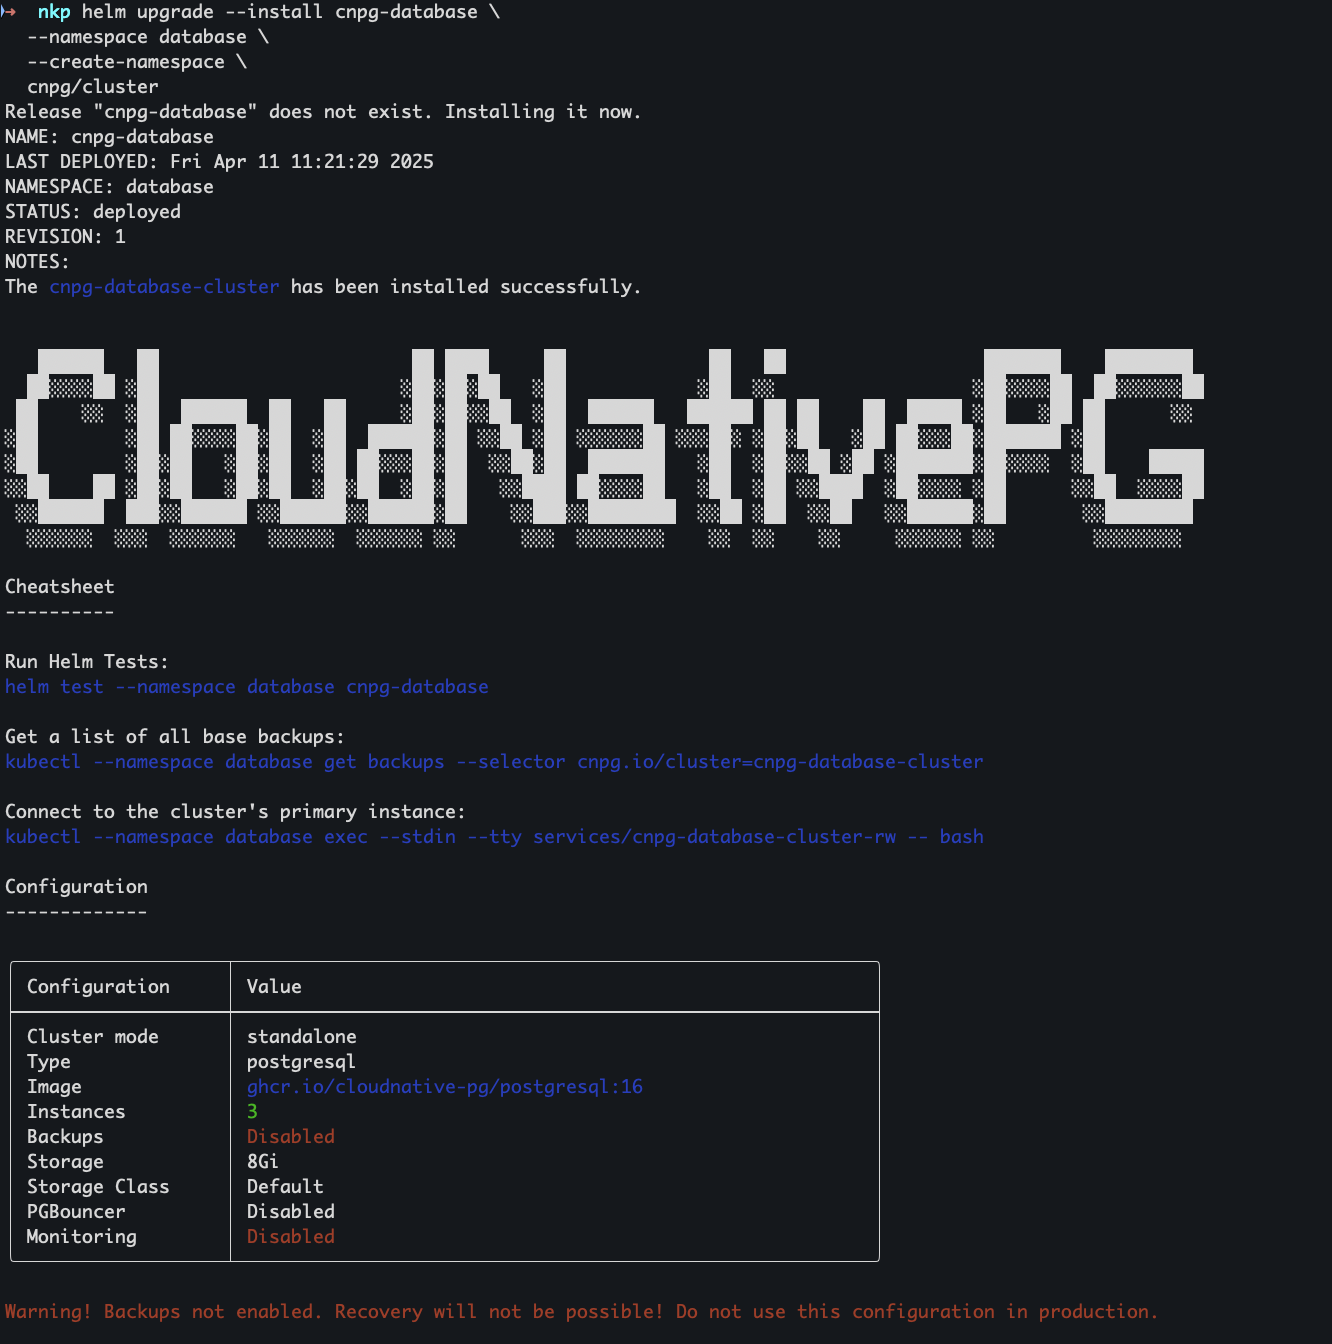 → nkp helm upgrade --install cnpg-database \
--namespace database \
--create-namespace \
cnpg/cluster
Release "cnpg-database" does not exist. Installing it now.
NAME: cnpg-database
LAST DEPLOYED: Fri Apr 11 11:21:29 2025
NAMESPACE: database
STATUS: deployed
REVISION: 1
NOTES:
The cnpg-database-cluster has been installed successfully.
CloudNativePG
Cheatsheet
----------
Run Helm Tests:
helm test --namespace database cnpg-database
Get a list of all base backups:
kubectl --namespace database get backups --selector cnpg.io/cluster=cnpg-database-cluster
Connect to the cluster's primary instance:
kubectl --namespace database exec --stdin --tty services/cnpg-database-cluster-rw -- bash
Configuration
-------------
Configuration Value
Cluster mode standalone
Type postgresql
Image ghcr.io/cloudnative-pg/postgresql:16
Instances 3
Backups Disabled
Storage 8Gi
Storage Class Default
PGBouncer Disabled
Monitoring Disabled
Warning! Backups not enabled. Recovery will not be possible! Do not use this configuration in production.